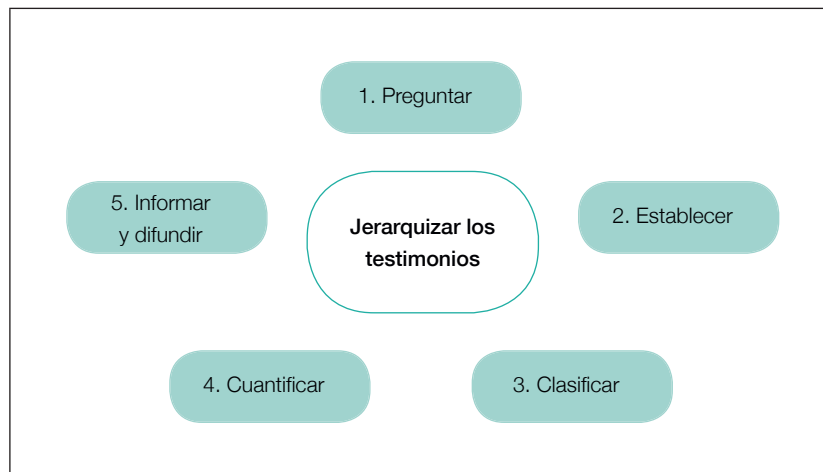 1. Preguntar
5. Informar
y difundir
Jerarquizar los
testimonios
2. Establecer
4. Cuantificar
3. Clasificar